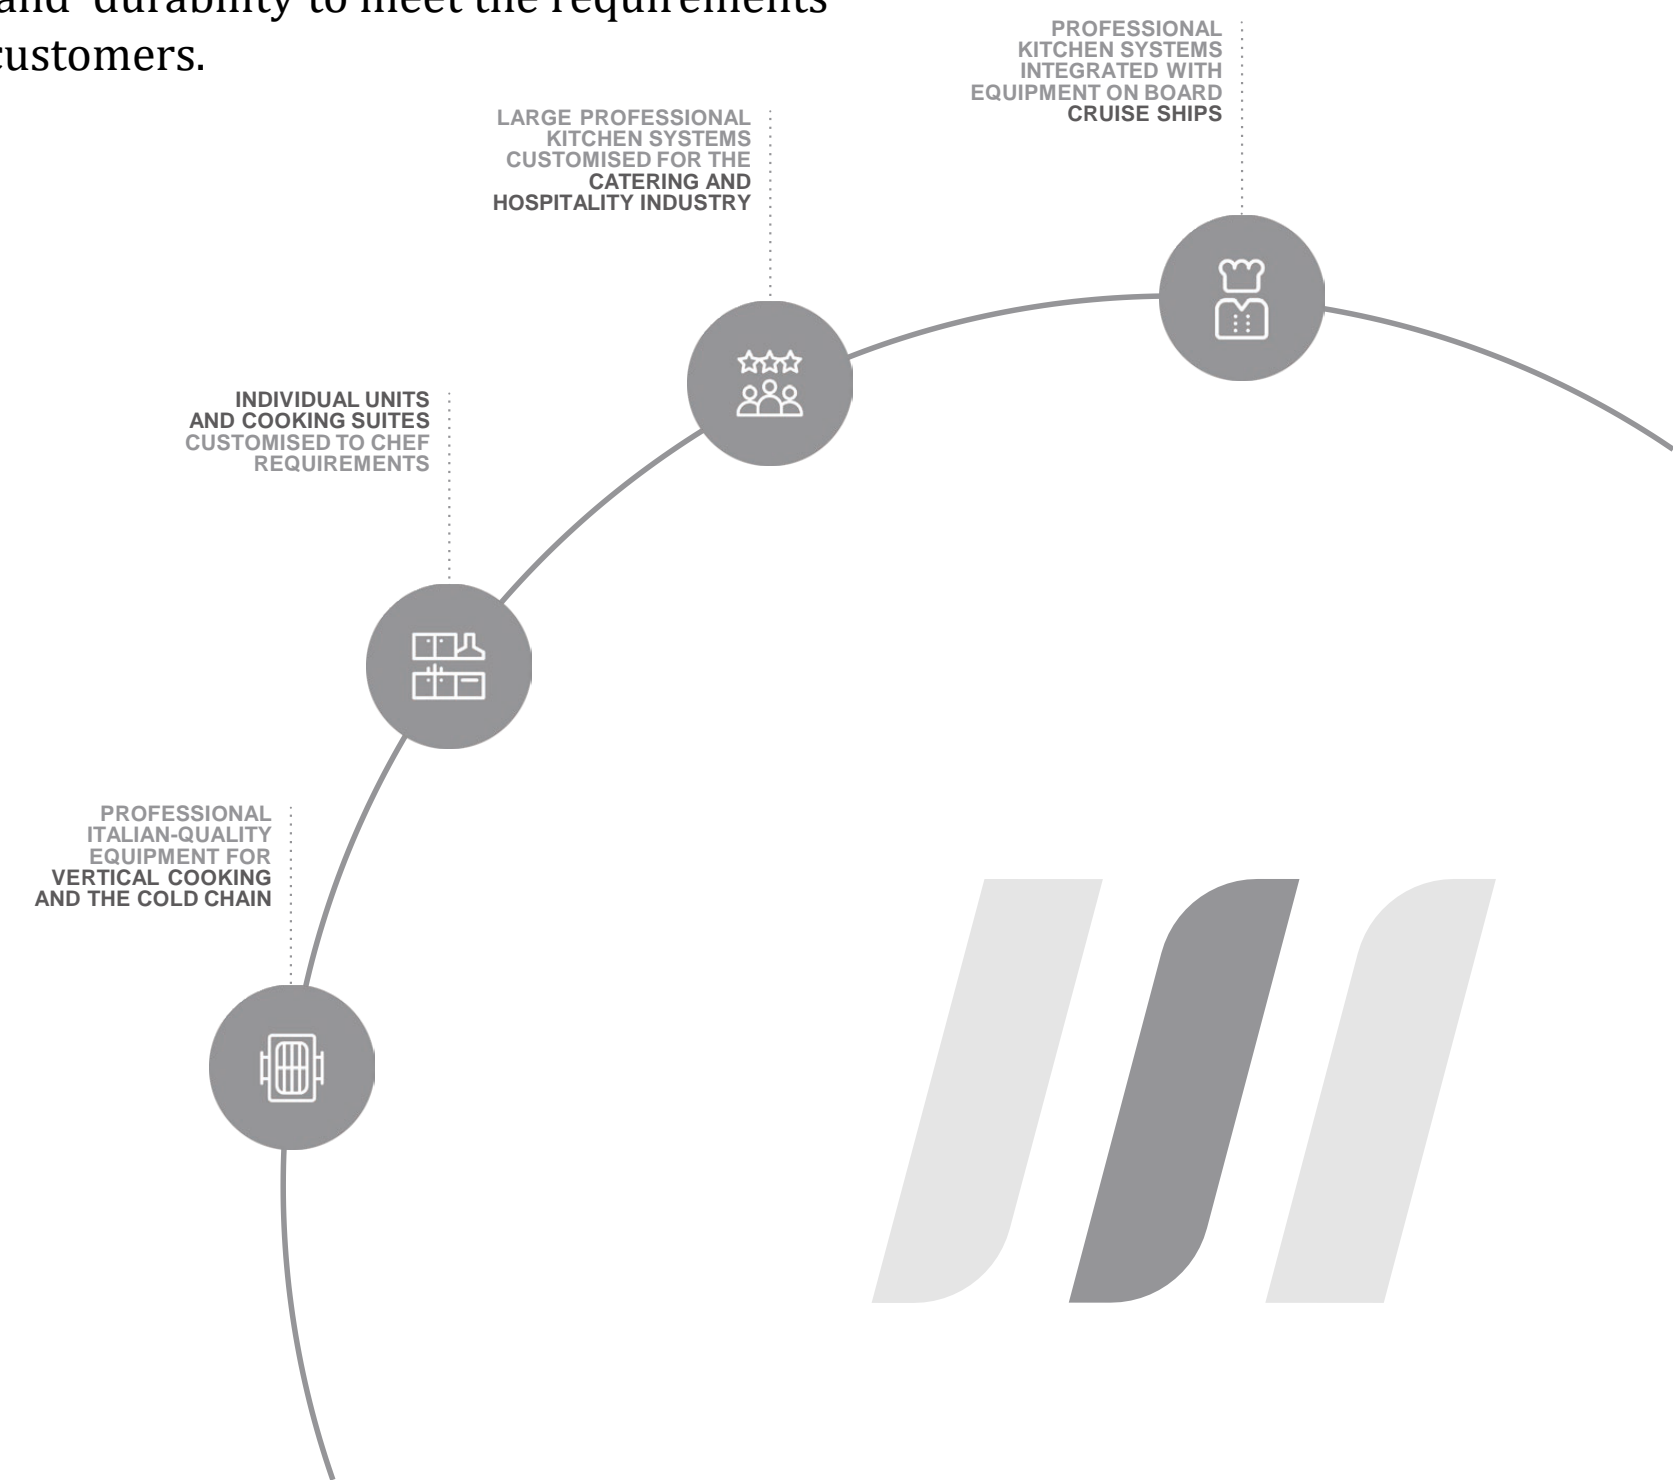 and durability to meet the requirements
customers.
PROFESSIONAL
KITCHEN SYSTEMS
INTEGRATED WITH
EQUIPMENT ON BOARD
CRUISE SHIPS
LARGE PROFESSIONAL
KITCHEN SYSTEMS
CUSTOMISED FOR THE
CATERING AND
HOSPITALITY INDUSTRY
INDIVIDUAL UNITS
AND COOKING SUITES
CUSTOMISED TO CHEF
REQUIREMENTS
PROFESSIONAL
ITALIAN-QUALITY
EQUIPMENT FOR
VERTICAL COOKING
AND THE COLD CHAIN